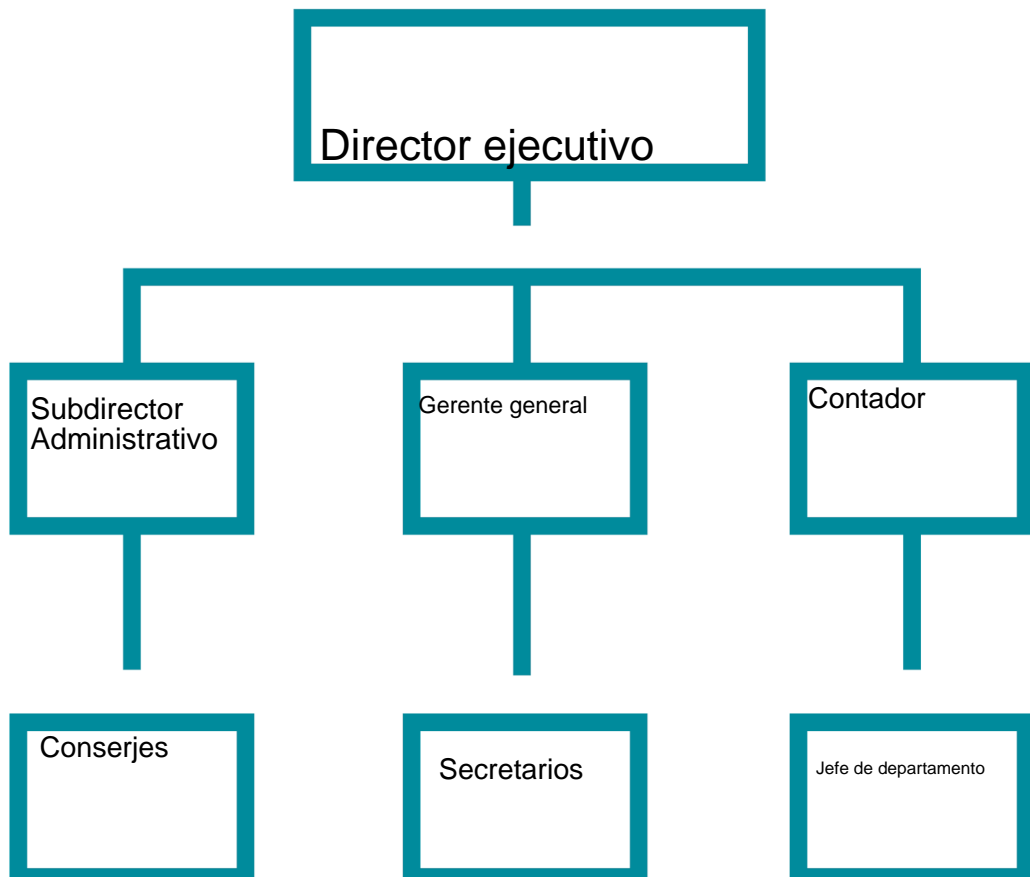 Director ejecutivo
Subdirector
Administrativo
Gerente general
Contador
Conserjes
Secretarios
Jefe de departamento